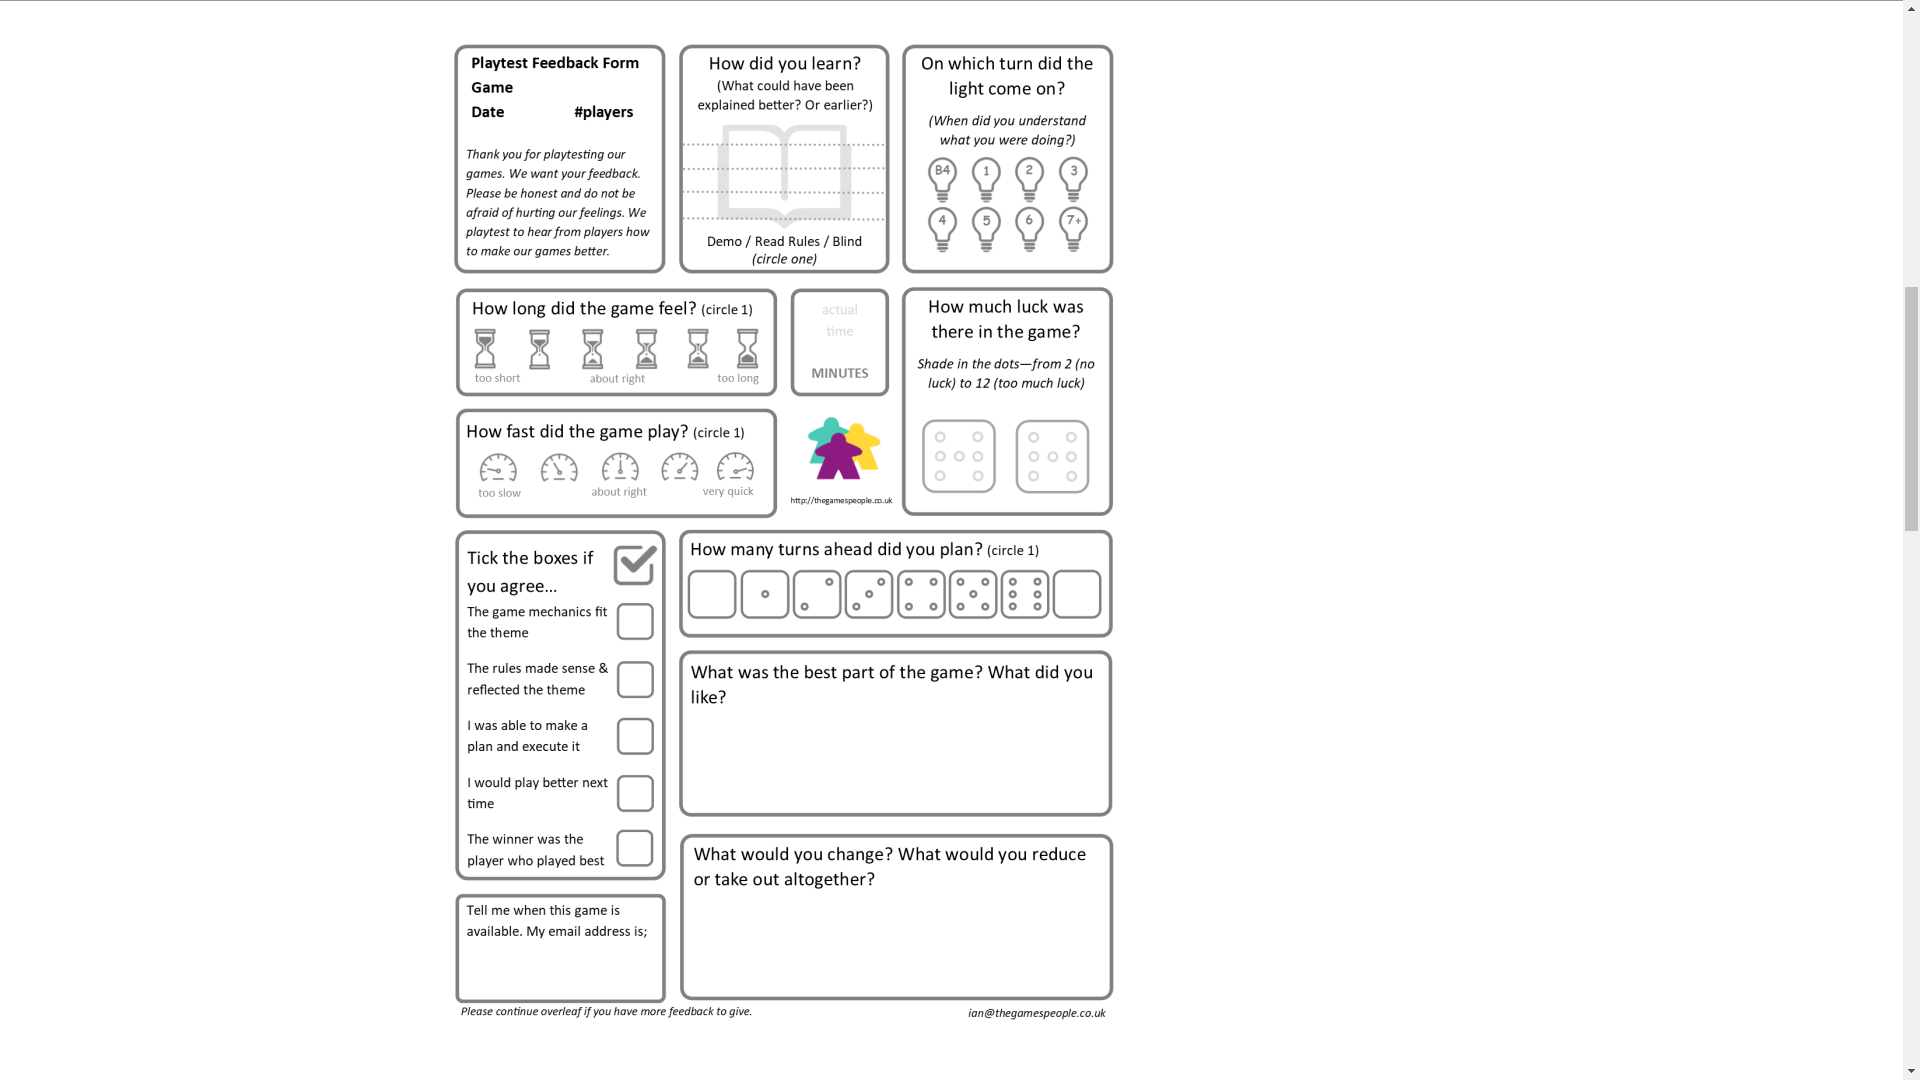 Playtest Feedback Form
Game
Date #players
Thank you for playtesting our
games. We want your feedback.
Please be honest and do not be
afraid of hurting our feelings. We
playtest to hear from players how
to make our games better.
How did you learn?
(What could have been
explained better? Or earlier?)
Demo / Read Rules / Blind
(circle one)
On which turn did the
light come on?
(When did you understand
what you were doing?)
B4 1 2 3
4 5 6 7+
How long did the game feel? (circle 1)
too short about right too long
actual
time
MINUTES
How much luck was
there in the game?
Shade in the dots—from 2 (no
luck) to 12 (too much luck)
How fast did the game play? (circle 1)
too slow about right very quick
http://thegamespeople.co.uk
Tick the boxes if
you agree...
The game mechanics fit
the theme
The rules made sense &
reflected the theme
I was able to make a
plan and execute it
I would play better next
time
The winner was the
player who played best
How many turns ahead did you plan? (circle 1)
What was the best part of the game? What did you
like?
What would you change? What would you reduce
or take out altogether?
Tell me when this game is
available. My email address is;
Please continue overleaf if you have more feedback to give.
ian@thegamespeople.co.uk